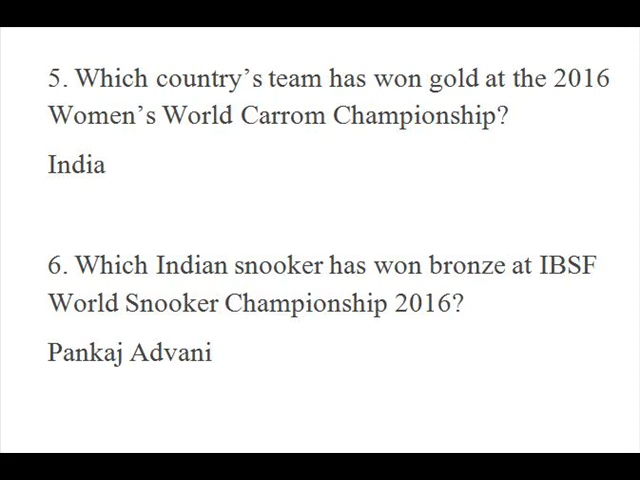 5. Which country’s team has won gold at the 2016
Women’s World Carrom Championship?
India
6. Which Indian snooker has won bronze at IBSF
World Snooker Championship 2016?
Pankaj Advani